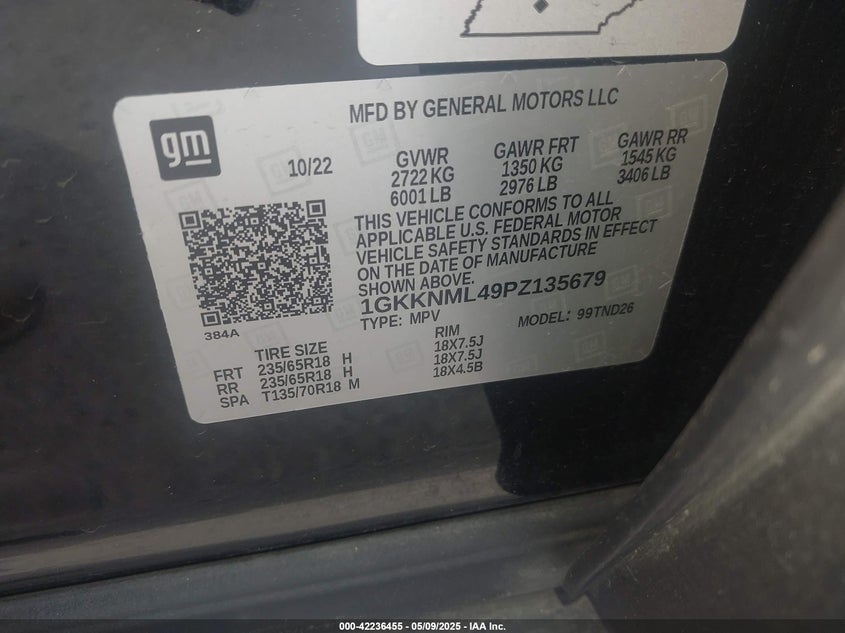 gm
MFD BY GENERAL MOTORS LLC
10/22
GVWR
2722 KG
6001 LB
GAWR FRT
1350 KG
2976 LB
GAWR RR
1545 KG
3406 LB
THIS VEHICLE CONFORMS TO ALL
APPLICABLE U.S. FEDERAL MOTOR
VEHICLE SAFETY STANDARDS IN EFFECT
ON THE DATE OF MANUFACTURE
SHOWN ABOVE.
1GKKNML49PZ135679
TYPE: MPV
MODEL: 99TND26
384A
TIRE SIZE
RIM
FRT 235/65R18 H 18X7.5J
RR 235/65R18 H 18X7.5J
SPA T135/70R18 M 18X4.5B
000-42236455 - 05/09/2025 - IAA Inc.